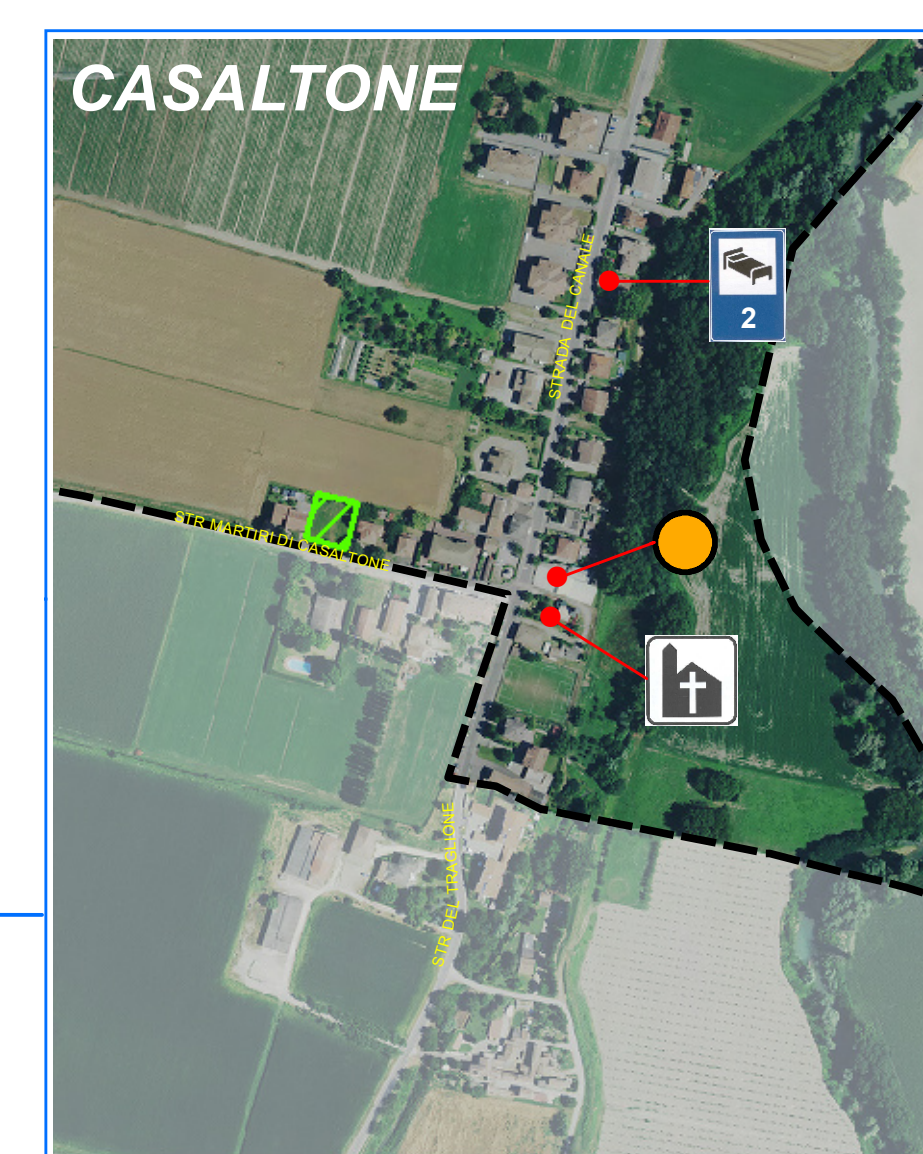 CASALTONE
STRADA DEL CANALE
2
STR MARTIRI DI CASALTONE
STR DEL TRAGLIONE